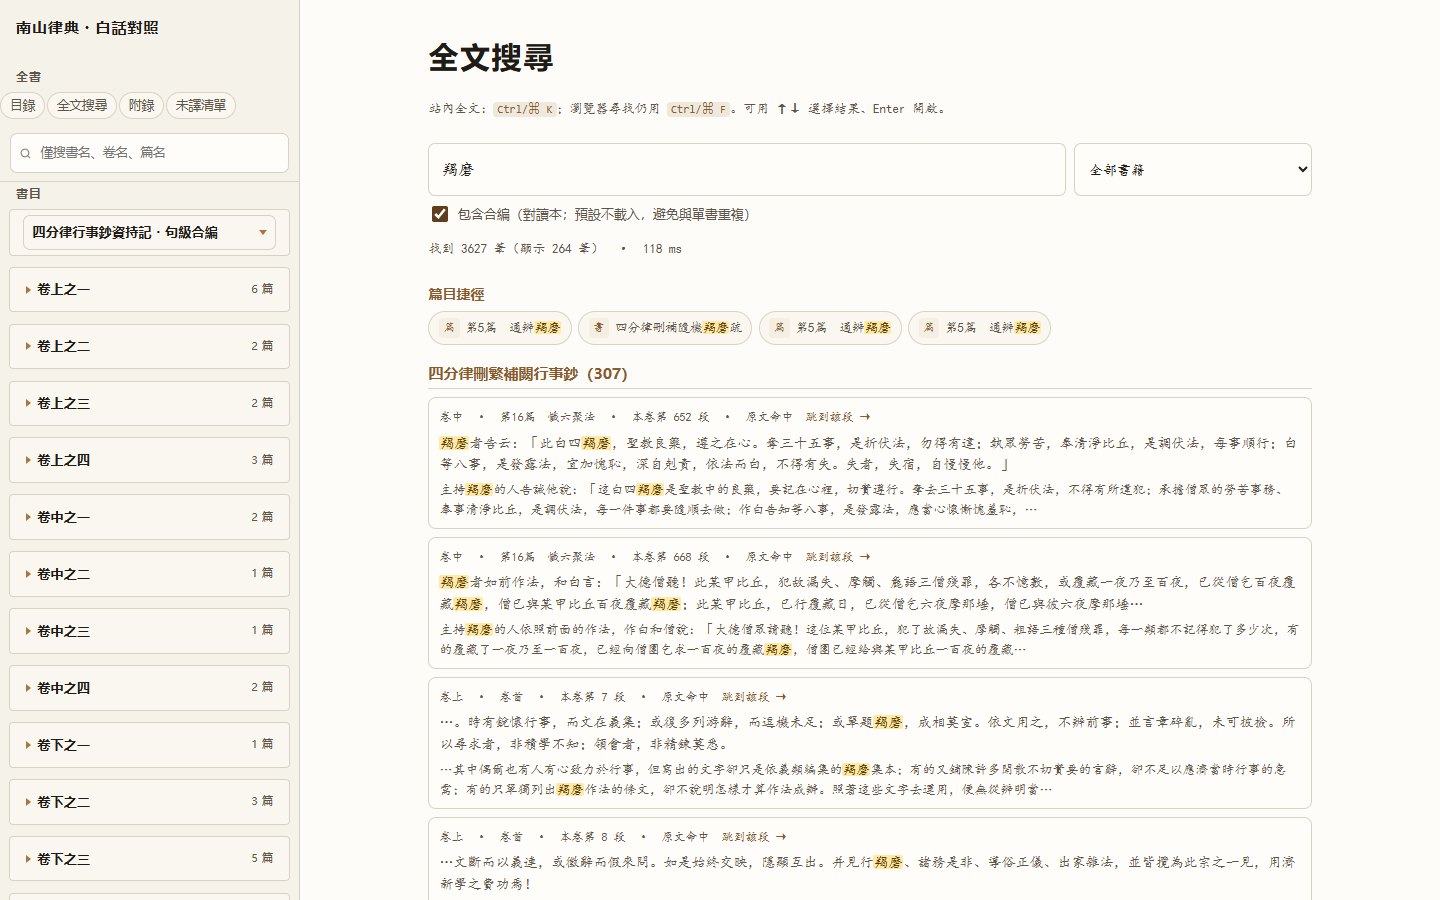 南山律典・白話對照
全書
目錄 全文搜尋 附錄 未譯清單
僅搜書名、卷名、篇名
書目
四分律行事鈔資持記・句級合編
卷上之一 6 篇
卷上之二 2 篇
卷上之三 2 篇
卷上之四 3 篇
卷中之一 2 篇
卷中之二 1 篇
卷中之三 1 篇
卷中之四 2 篇
卷下之一 1 篇
卷下之二 3 篇
卷下之三 5 篇
全文搜尋
站內全文：Ctrl/⌘ K；瀏覽器尋找仍用 Ctrl/⌘ F。可用 ↑↓ 選擇結果、Enter 開啟。
羯磨 全部書籍
包含合編（對讀本；預設不載入，避免與單書重複）
找到 3627 筆（顯示 264 筆） • 118 ms
篇目捷徑
篇 第5篇 通辨羯磨 書 四分律刪補隨機羯磨疏 篇 第5篇 通辨羯磨 篇 第5篇 通辨羯磨
四分律刪繁補闕行事鈔（307）
卷中 • 第16篇 懺六聚法 • 本卷第 652 段 • 原文命中 跳到該段 →
羯磨者告云：「此白四羯磨，聖教良藥，遵之在心。奪三十五事，是折伏法，勿得有違；執眾勞苦，奉清淨比丘，是調伏法，每事順行；白
等八事，是發露法，宜加愧恥，深自剋責，依法而白，不得有失。失者，失宿，自慢慢他。」
主持羯磨的人告誡他說：「這白四羯磨是聖教中的良藥，要記在心裡，切實遵行。奪去三十五事，是折伏法，不得有所違犯；承擔僧眾的勞苦事務、
奉事清淨比丘，是調伏法，每一件事都要隨順去做；作白告知等八事，是發露法，應當心懷慚愧羞恥，…
卷中 • 第16篇 懺六聚法 • 本卷第 668 段 • 原文命中 跳到該段 →
羯磨者如前作法，和白言：「大德僧聽！此某甲比丘，犯故漏失、摩觸、麁語三僧殘罪，各不憶數，或覆藏一夜乃至百夜，已從僧乞百夜覆
藏羯磨，僧已與某甲比丘百夜覆藏羯磨；此某甲比丘，已行覆藏日，已從僧乞六夜摩那埵，僧已與彼六夜摩那埵…
主持羯磨的人依照前面的作法，作白和僧說：「大德僧眾請聽！這位某甲比丘，犯了故漏失、摩觸、粗語三種僧殘罪，每一類都不記得犯了多少次，有
的覆藏了一夜乃至一百夜，已經向僧團乞求一百夜的覆藏羯磨，僧團已經給與某甲比丘一百夜的覆藏…
卷上 • 卷首 • 本卷第 7 段 • 原文命中 跳到該段 →
…。時有銳懷行事，而文在義集；或復多列游辭，而逗機未足；或單題羯磨，成相莫宣。依文用之，不辨前事；並言章碎亂，未可披撿。所
以尋求者，非積學不知；領會者，非精鍊莫悉。
…其中偶爾也有人有心致力於行事，但寫出的文字卻只是依義類編集的羯磨集本；有的又鋪陳許多閒散不切實要的言辭，卻不足以應濟當時行事的急
需；有的只單獨列出羯磨作法的條文，卻不說明怎樣才算作法成辦。照著這些文字去運用，便無從辨明當…
卷上 • 卷首 • 本卷第 8 段 • 原文命中 跳到該段 →
…文斷而以義連，或徵辭而假來問。如是始終交映，隱顯互出。并見行羯磨、諸務是非、導俗正儀、出家雜法，並皆攬為此宗之一見，用濟
新學之費功焉！